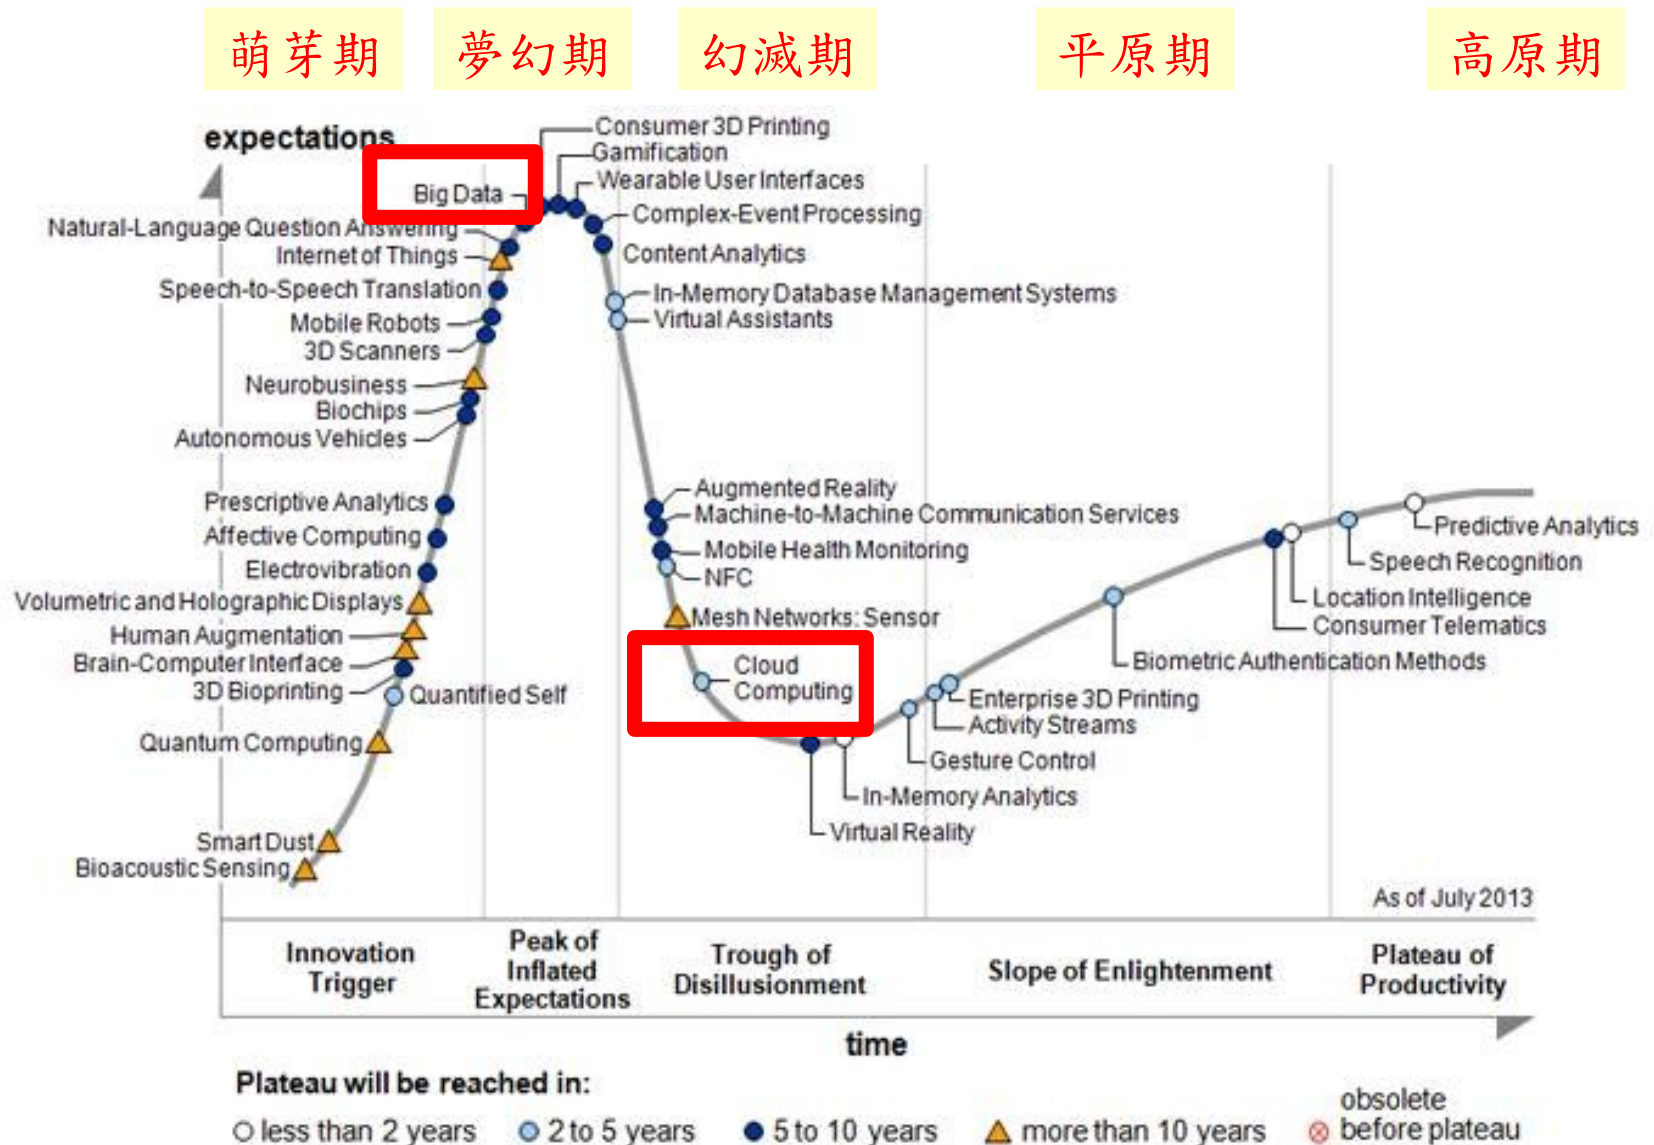 萌芽期
夢幻期
幻滅期
平原期
高原期
expectations
Consumer 3D Printing
Gamification
Wearable User Interfaces
Big Data
Complex-Event Processing
Natural-Language Question Answering
Content Analytics
Internet of Things
Speech-to-Speech Translation
In-Memory Database Management Systems
Mobile Robots
Virtual Assistants
3D Scanners
Neurobusiness
Biochips
Autonomous Vehicles
Augmented Reality
Prescriptive Analytics
Machine-to-Machine Communication Services
Predictive Analytics
Affective Computing
Mobile Health Monitoring
Speech Recognition
Electrovibration
NFC
Location Intelligence
Volumetric and Holographic Displays
Mesh Networks: Sensor
Consumer Telematics
Human Augmentation
Brain-Computer Interface
Cloud
Computing
Biometric Authentication Methods
3D Bioprinting
Quantified Self
Enterprise 3D Printing
Activity Streams
Quantum Computing
Gesture Control
In-Memory Analytics
Virtual Reality
Smart Dust
Bioacoustic Sensing
As of July 2013
Innovation
Trigger
Peak of
Inflated
Expectations
Trough of
Disillusionment
Slope of Enlightenment
Plateau of
Productivity
time
Plateau will be reached in:
less than 2 years
2 to 5 years
5 to 10 years
more than 10 years
obsolete
before plateau